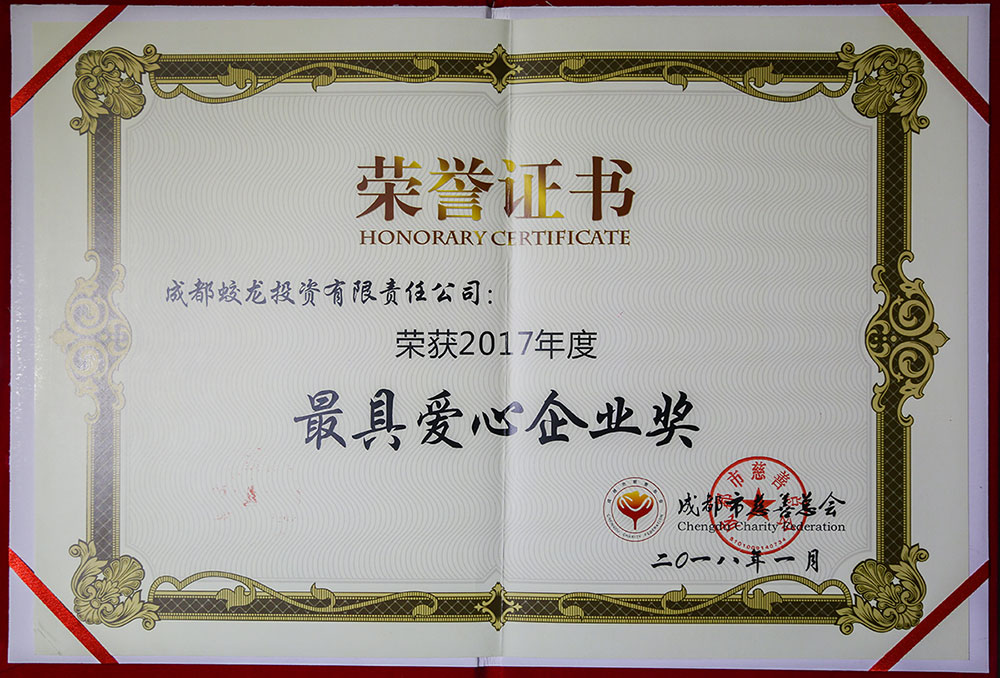 荣誉证书
HONORARY CERTIFICATE
成都蛟龙投资有限责任公司：
荣获2017年度
最具爱心企业奖
成都市慈善总会
Chengdu Charity Federation
二〇一八年一月